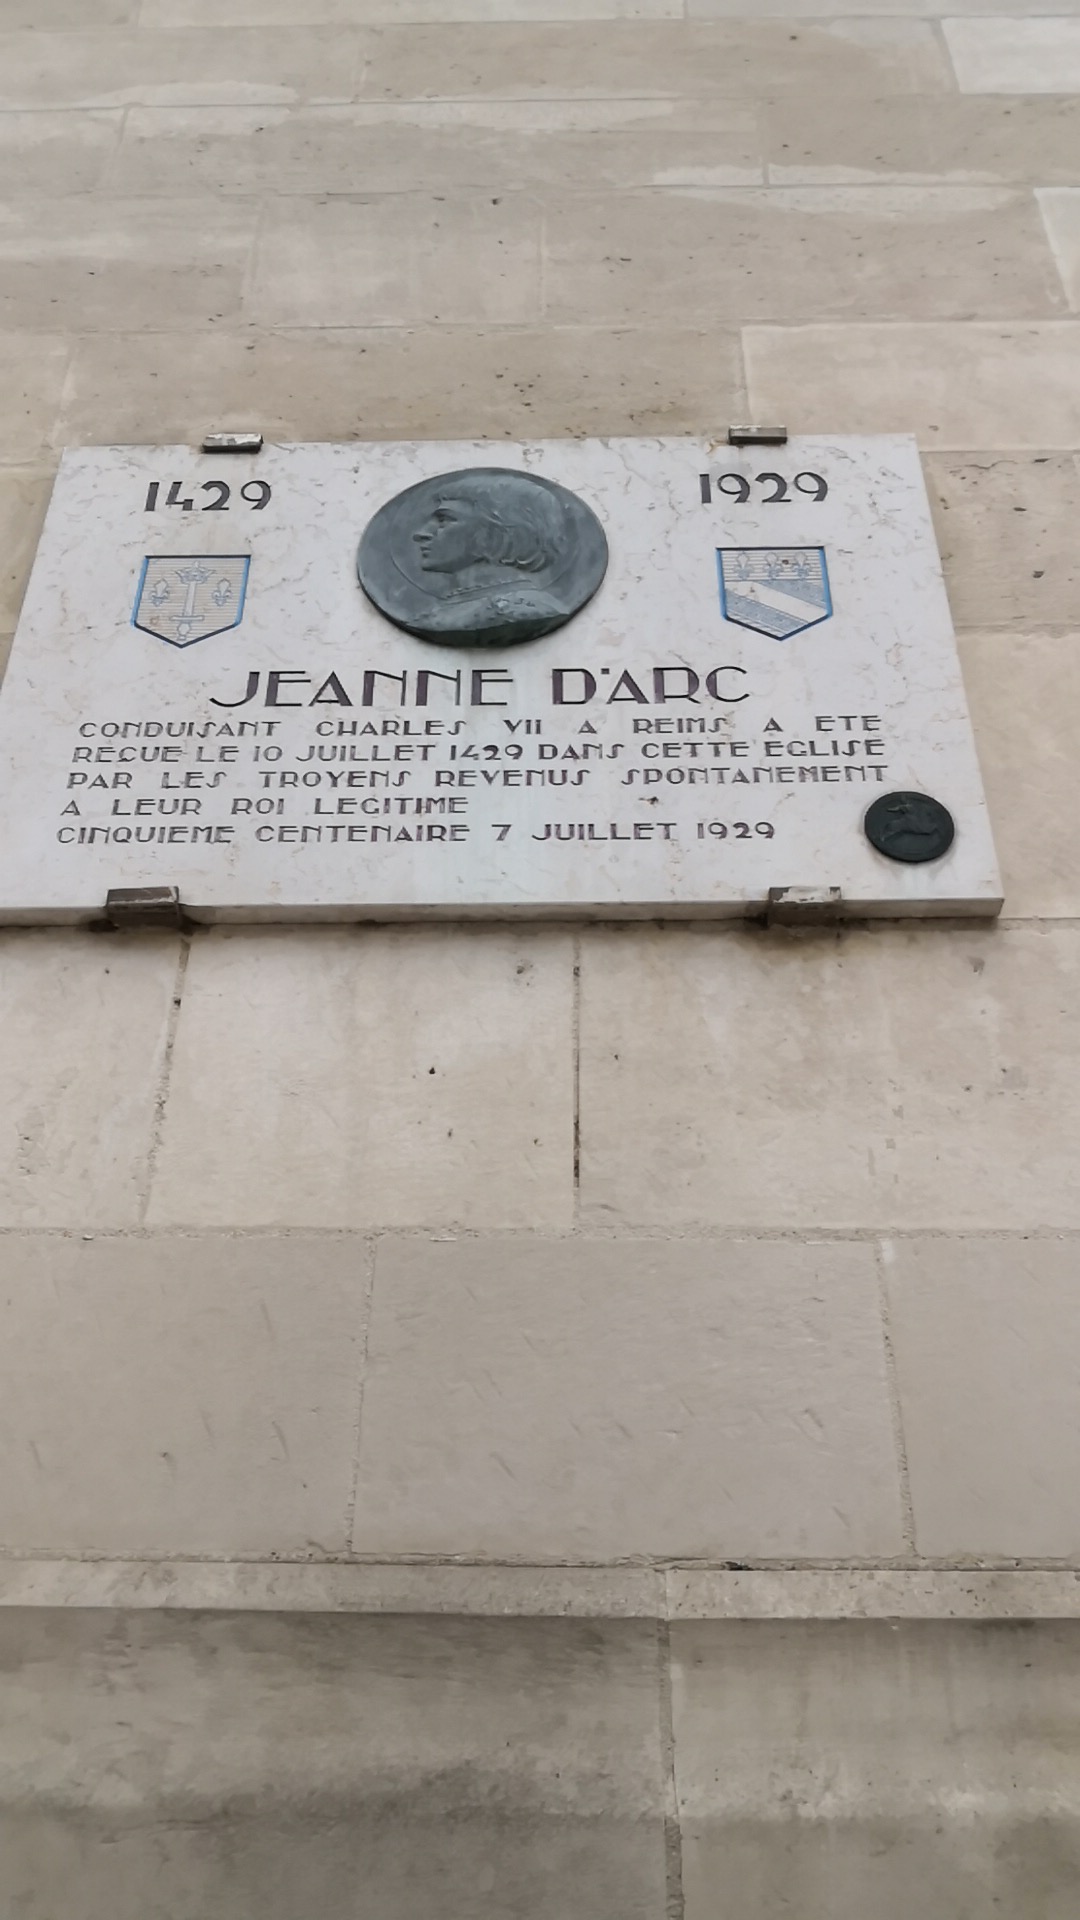 1429 1929
JEANNE D'ARC
CONDUISANT CHARLES VII A REIMS A ETE
REÇUE LE 10 JUILLET 1429 DANS CETTE EGLISE
PAR LES TROYENS REVENUS SPONTANEMENT
A LEUR ROI LEGITIME
CINQUIEME CENTENAIRE 7 JUILLET 1929